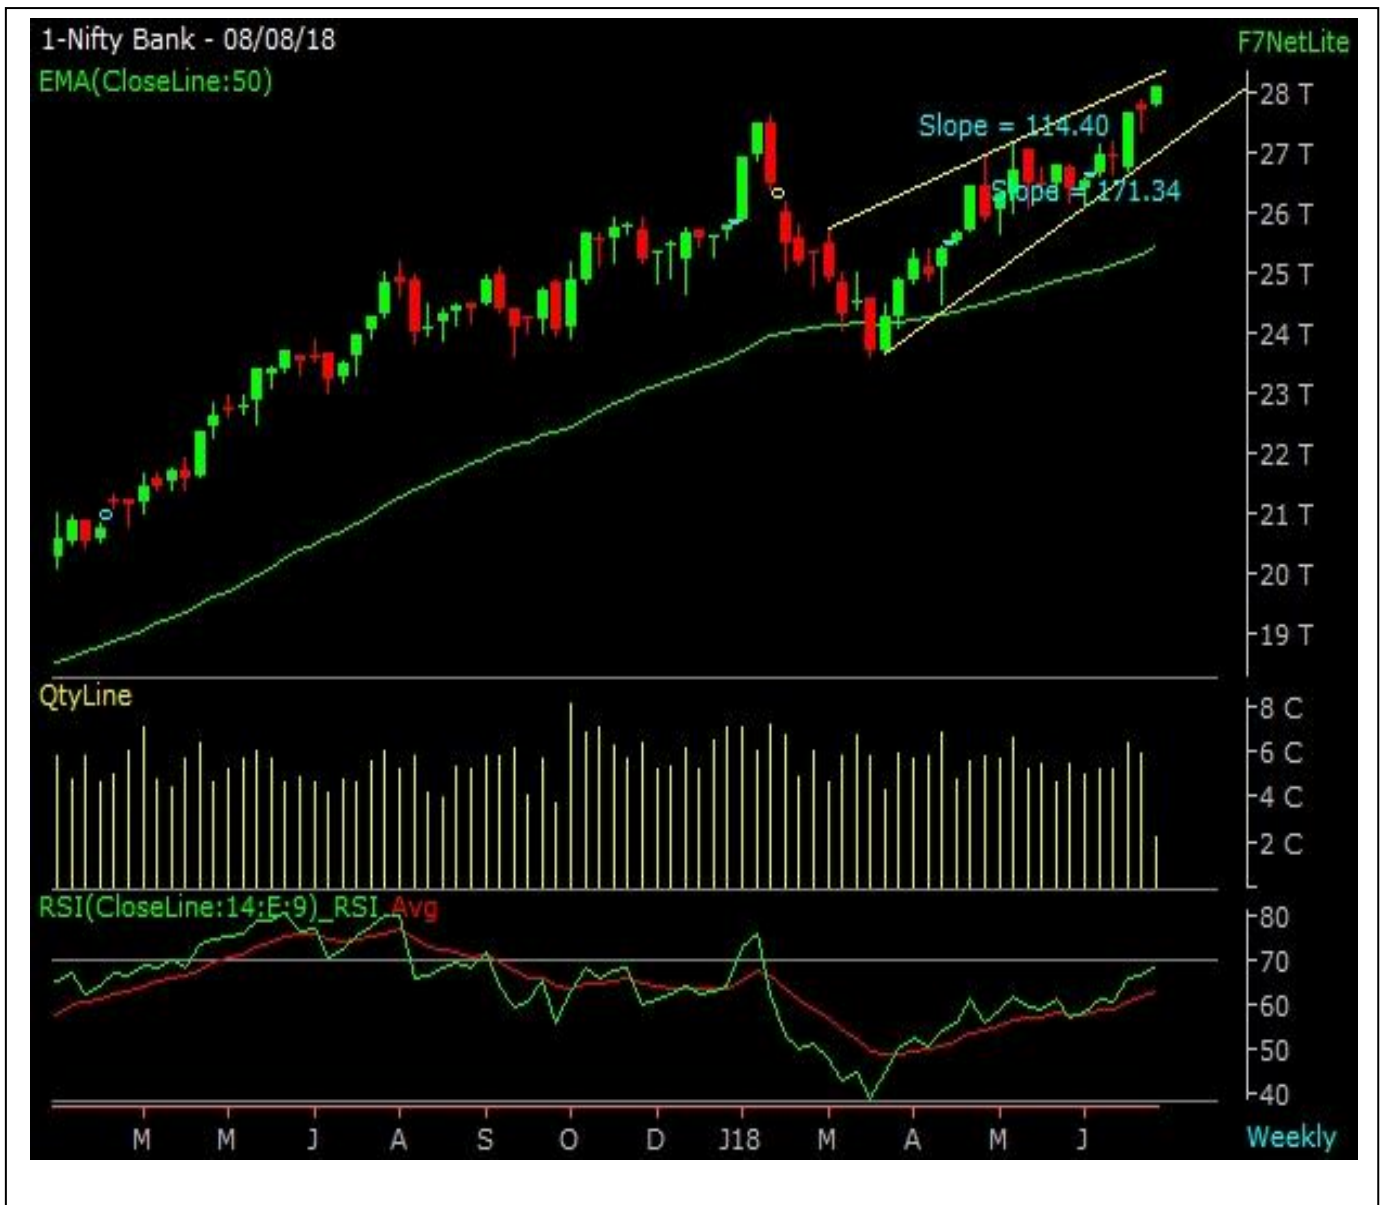 1-Nifty Bank - 08/08/18
F7NetLite
EMA(CloseLine:50)
28 T
Slope = 114.40
27 T
Slope = 171.34
26 T
25 T
24 T
23 T
22 T
21 T
20 T
19 T
QtyLine
8 C
6 C
4 C
2 C
RSI(CloseLine:14:E:9)_RSI Avg
80
70
60
50
40
M M J A S O D J18 M A M J
Weekly